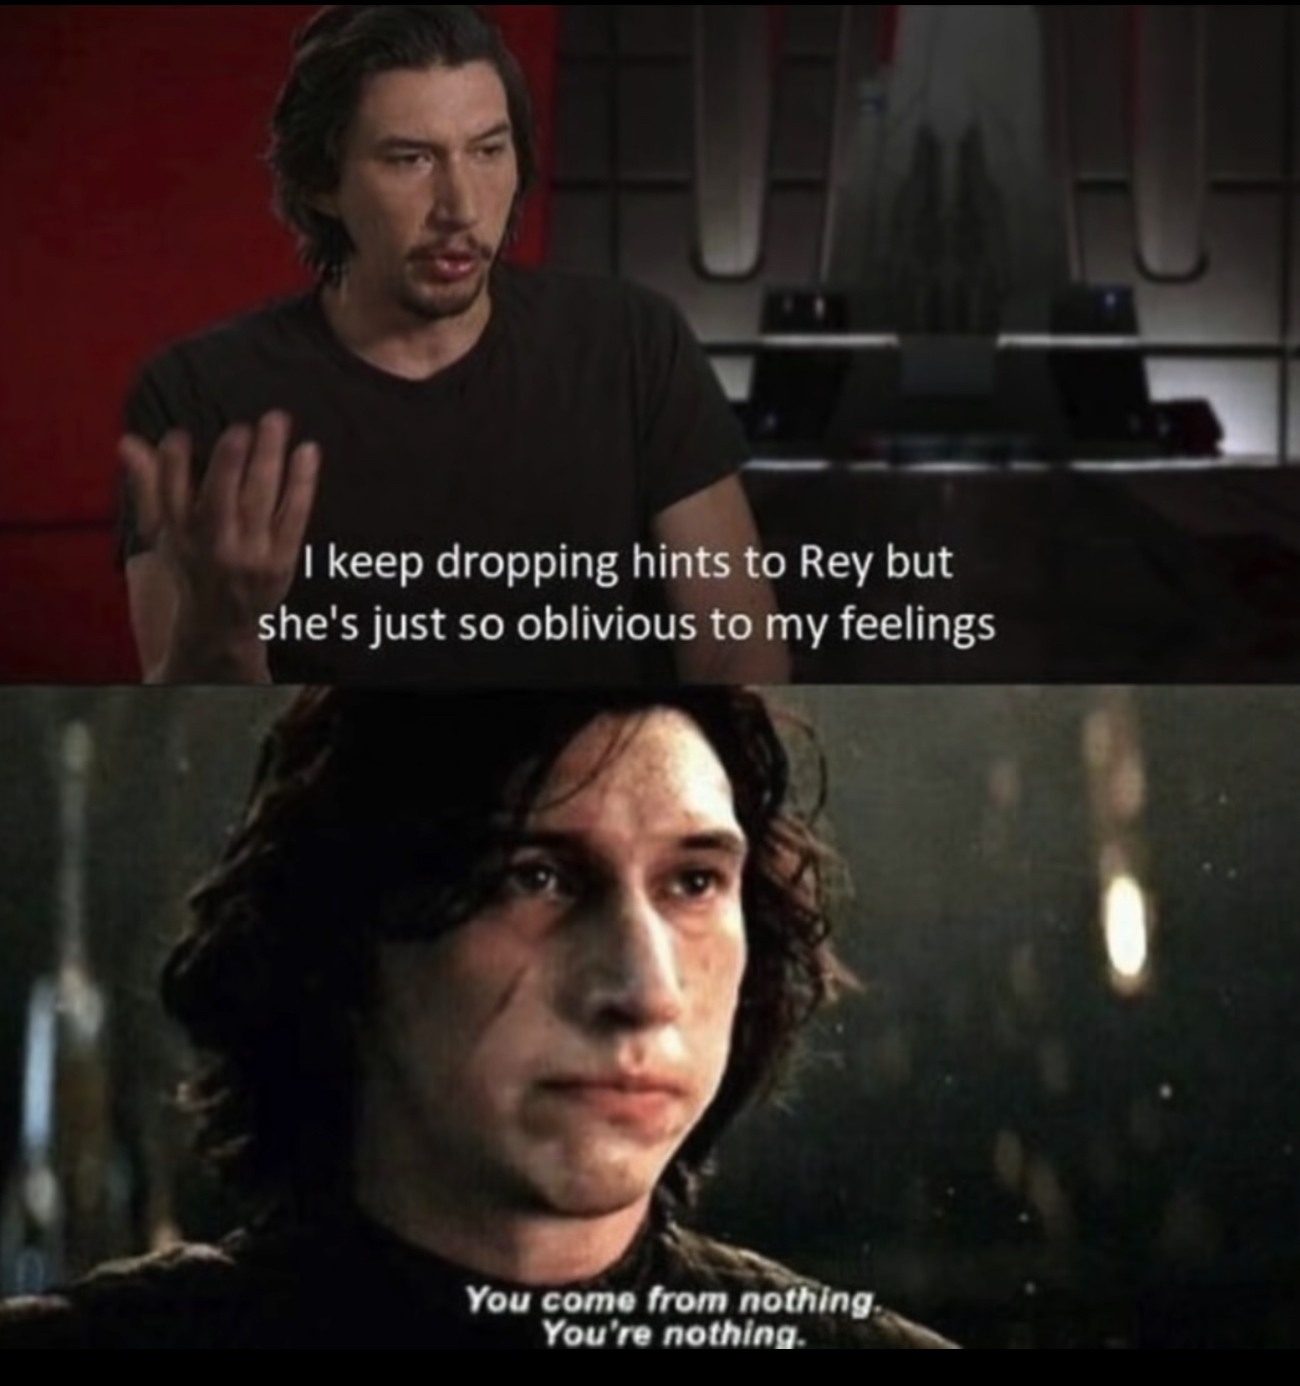 I keep dropping hints to Rey but
she's just so oblivious to my feelings
You come from nothing.
You're nothing.